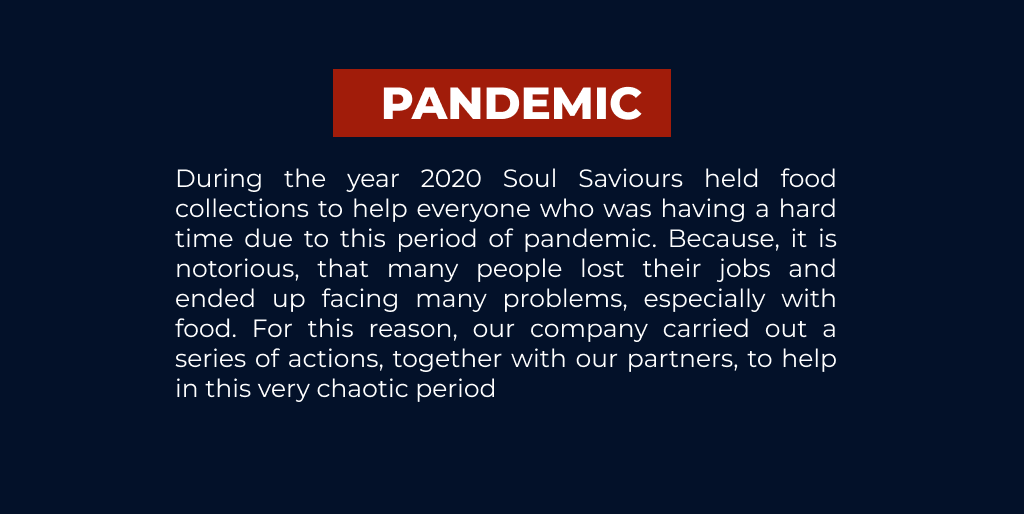 PANDEMIC
During the year 2020 Soul Saviours held food
collections to help everyone who was having a hard
time due to this period of pandemic. Because, it is
notorious, that many people lost their jobs and
ended up facing many problems, especially with
food. For this reason, our company carried out a
series of actions, together with our partners, to help
in this very chaotic period